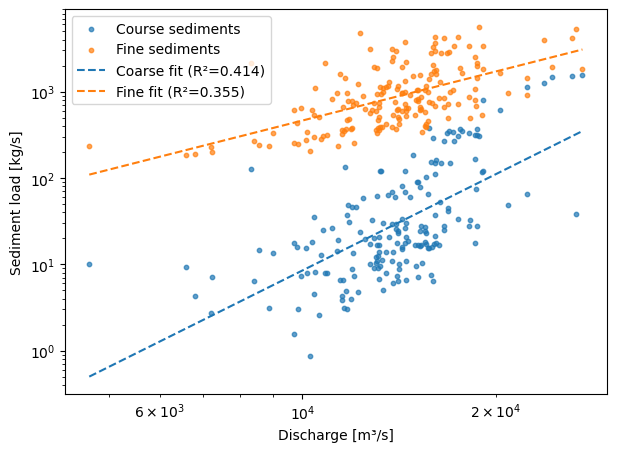 Course sediments
Fine sediments
Coarse fit (R²=0.414)
Fine fit (R²=0.355)
Sediment load [kg/s]
10³
10²
10¹
10⁰
6 × 10³
10⁴
2 × 10⁴
Discharge [m³/s]